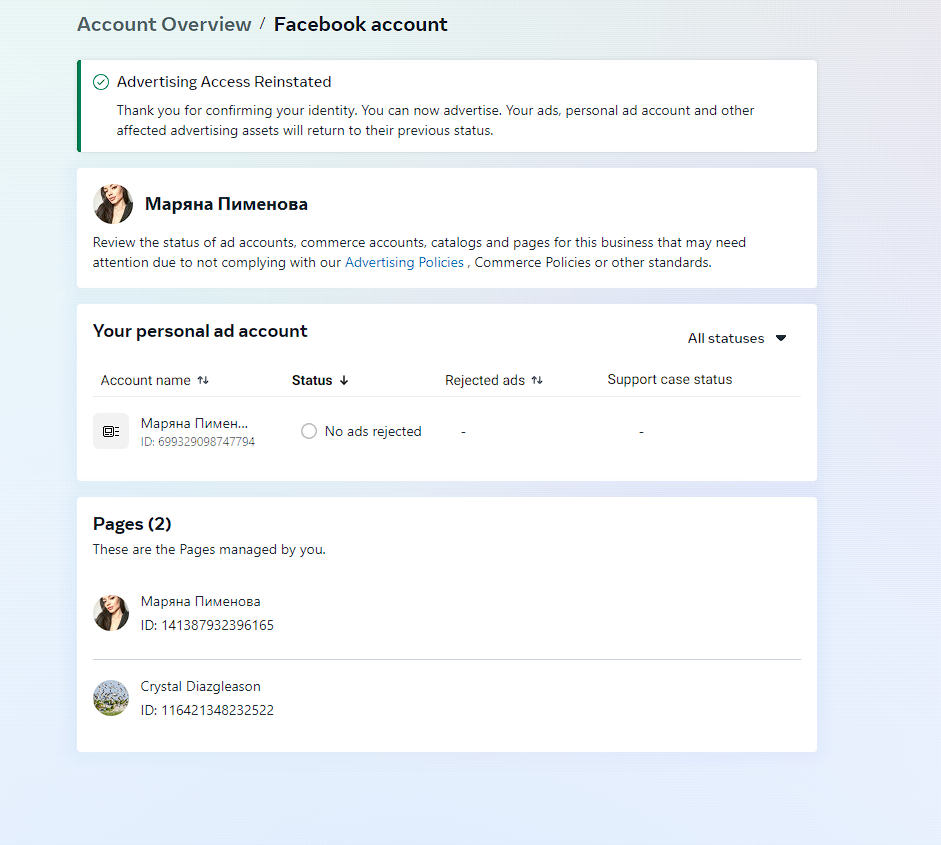 Account Overview / Facebook account
Advertising Access Reinstated
Thank you for confirming your identity. You can now advertise. Your ads, personal ad account and other
affected advertising assets will return to their previous status.
Маряна Пименова
Review the status of ad accounts, commerce accounts, catalogs and pages for this business that may need
attention due to not complying with our Advertising Policies , Commerce Policies or other standards.
Your personal ad account
All statuses
Account name Status Rejected ads Support case status
Маряна Пимен... No ads rejected - -
ID: 699329098747794
Pages (2)
These are the Pages managed by you.
Маряна Пименова
ID: 141387932396165
Crystal Diazgleason
ID: 116421348232522